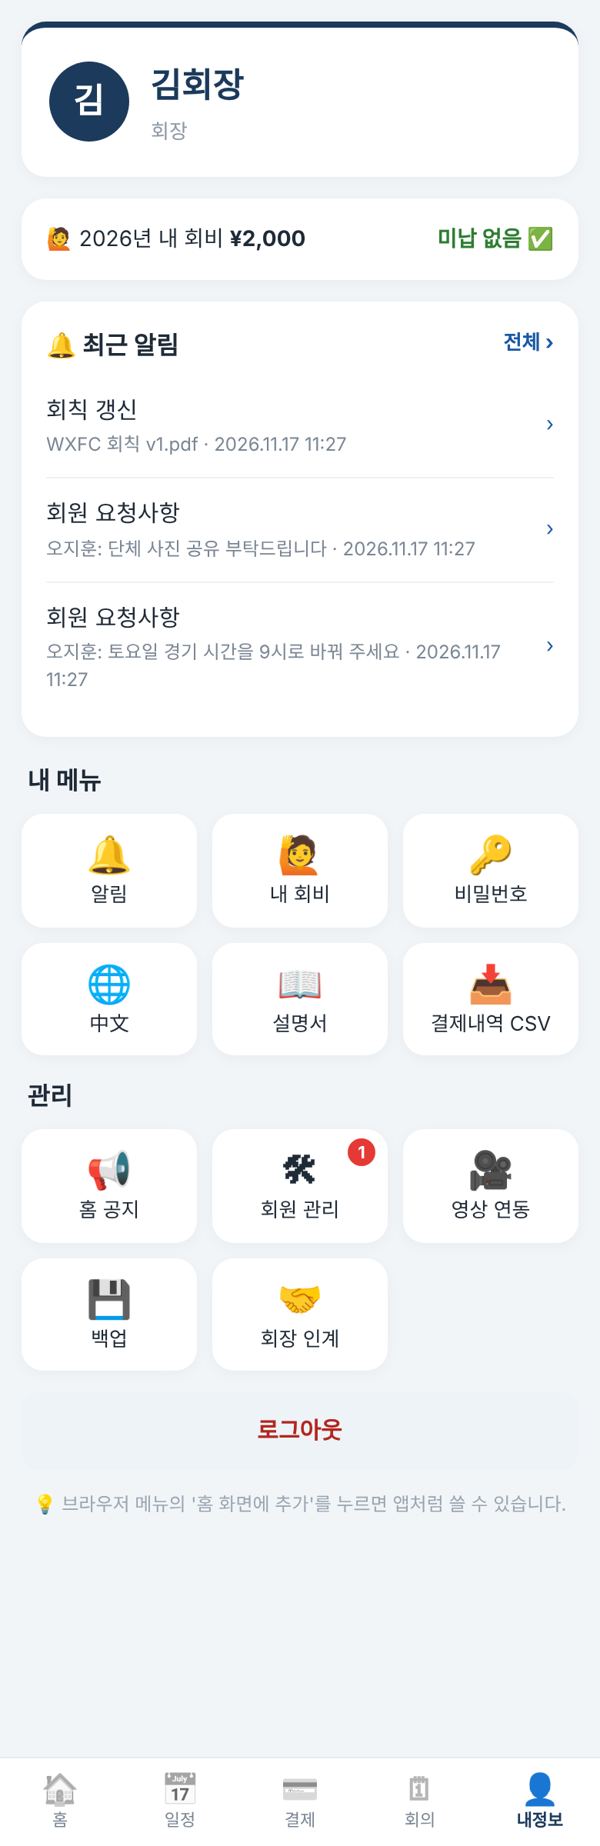 김
김회장
회장
2026년 내 회비 ¥2,000
미납 없음
최근 알림
전체 ›
회칙 갱신
WXFC 회칙 v1.pdf · 2026.11.17 11:27
›
회원 요청사항
오지훈: 단체 사진 공유 부탁드립니다 · 2026.11.17 11:27
›
회원 요청사항
오지훈: 토요일 경기 시간을 9시로 바꿔 주세요 · 2026.11.17
11:27
›
내 메뉴
알림
내 회비
비밀번호
中文
설명서
결제내역 CSV
관리
홈 공지
1
회원 관리
영상 연동
백업
회장 인계
로그아웃
브라우저 메뉴의 '홈 화면에 추가'를 누르면 앱처럼 쓸 수 있습니다.
July
17
홈
일정
결제
회의
내정보